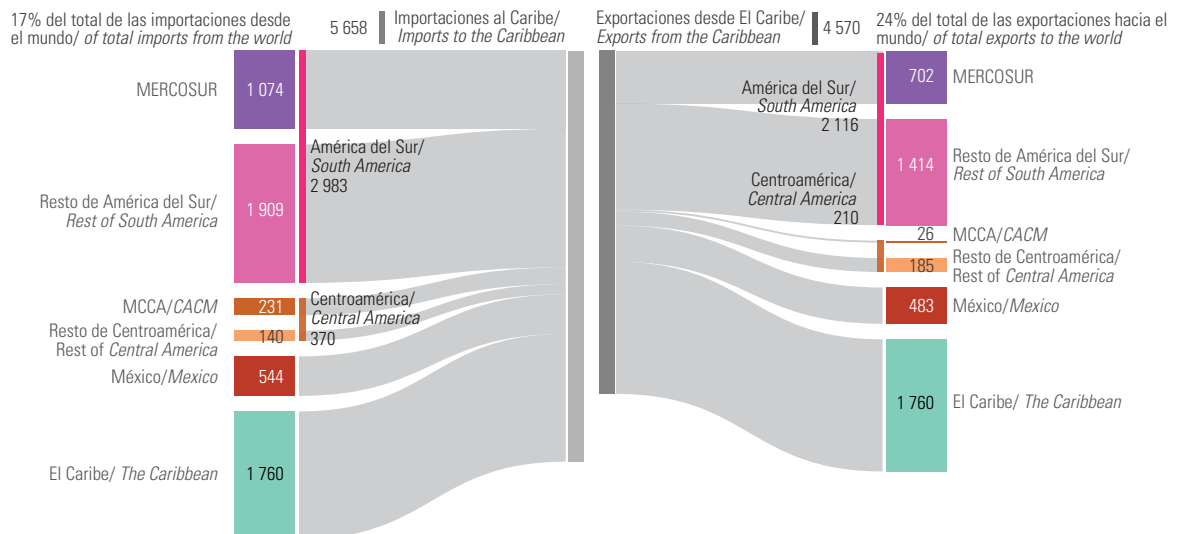 17% del total de las importaciones desde
el mundo/ of total imports from the world
5 658
Importaciones al Caribe/
Imports to the Caribbean
MERCOSUR
1 074
América del Sur/
South America
2 983
Resto de América del Sur/
Rest of South America
1 909
MCCA/CACM
231
Centroamérica/
Central America
370
Resto de Centroamérica/
Rest of Central America
140
México/Mexico
544
El Caribe/ The Caribbean
1 760
Exportaciones desde El Caribe/
Exports from the Caribbean
4 570
24% del total de las exportaciones hacia el
mundo/ of total exports to the world
América del Sur/
South America
2 116
702
MERCOSUR
1 414
Resto de América del Sur/
Rest of South America
Centroamérica/
Central America
210
26
MCCA/CACM
185
Resto de Centroamérica/
Rest of Central America
483
México/Mexico
1 760
El Caribe/ The Caribbean